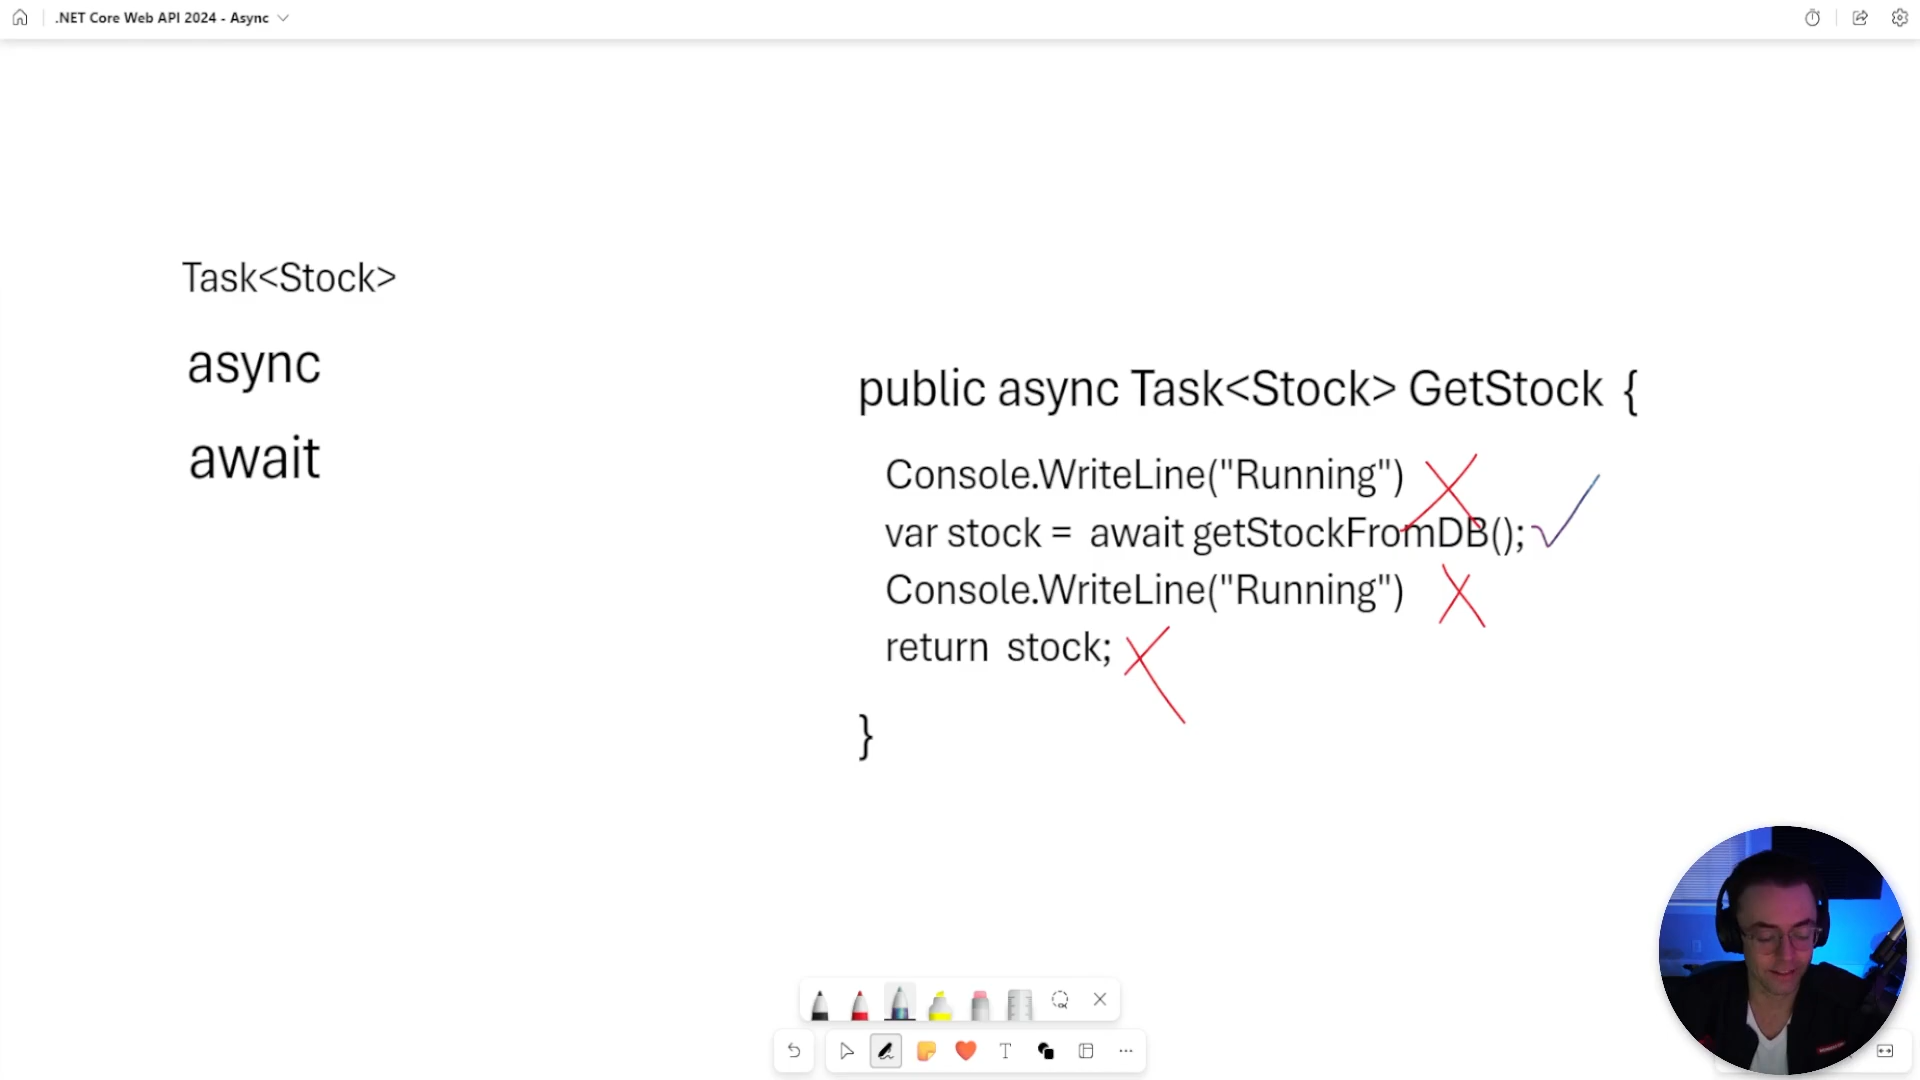 .NET Core Web API 2024 - Async
Task<Stock>
async
await
public async Task<Stock> GetStock {
Console.WriteLine("Running")
var stock = await getStockFromDB();
Console.WriteLine("Running")
return stock;
}